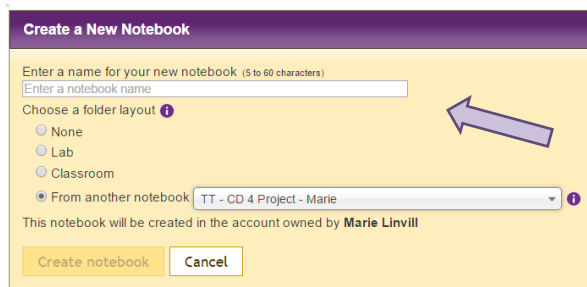 Create a New Notebook
Enter a name for your new notebook (5 to 60 characters)
Enter a notebook name
Choose a folder layout i
None
Lab
Classroom
From another notebook TT - CD 4 Project - Marie i
This notebook will be created in the account owned by Marie Linvill
Create notebook Cancel